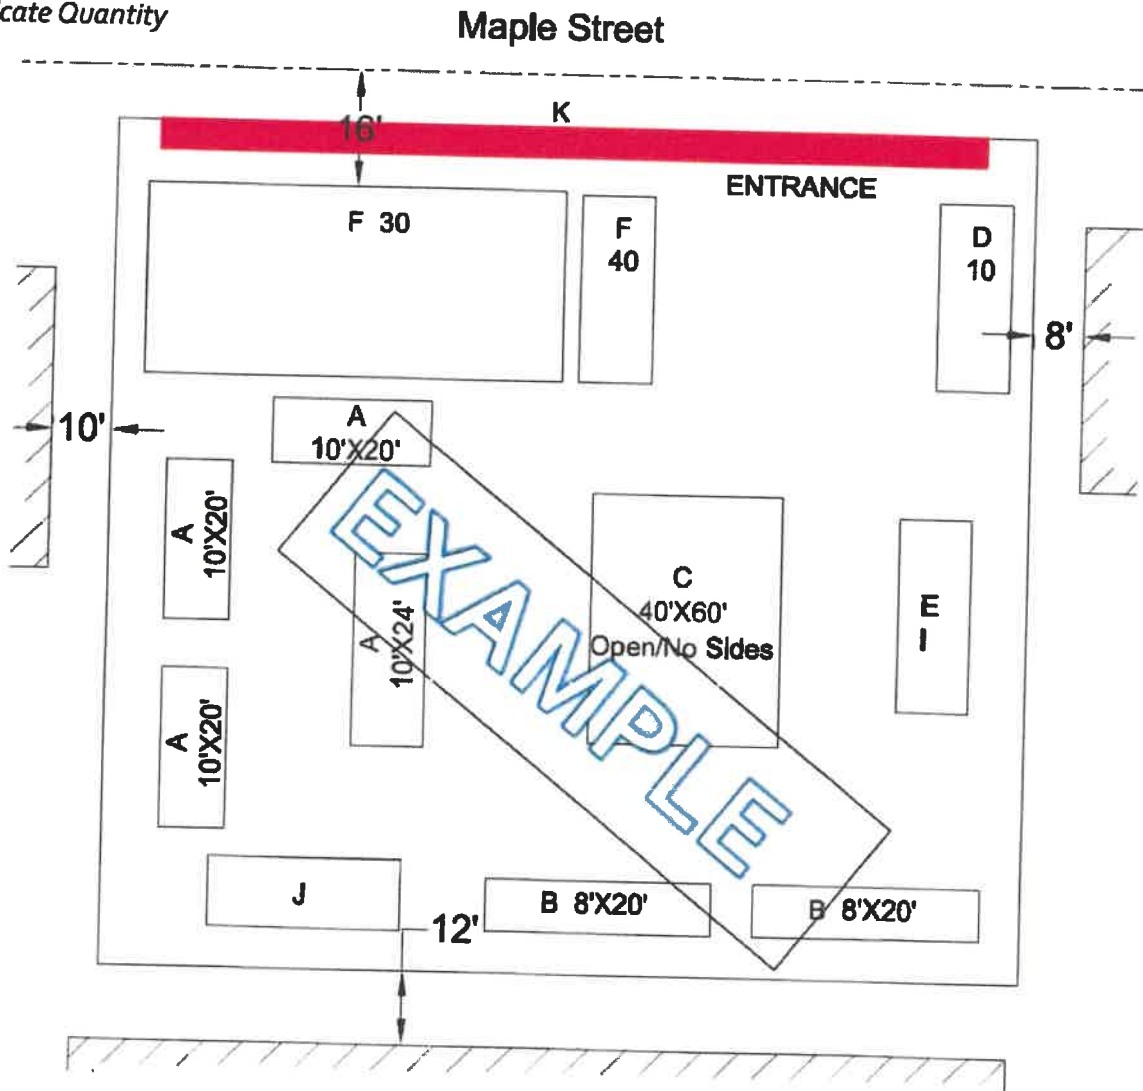 cate Quantity
Maple Street
K
16'
ENTRANCE
F 30
F
40
D
10
8'
10'
A
10'X20'
A
10'X20'
EXAMPLE
C
40'X60'
Open/No Sides
E
I
A
10'X24'
A
10'X20'
J
B 8'X20'
B 8'X20'
12'